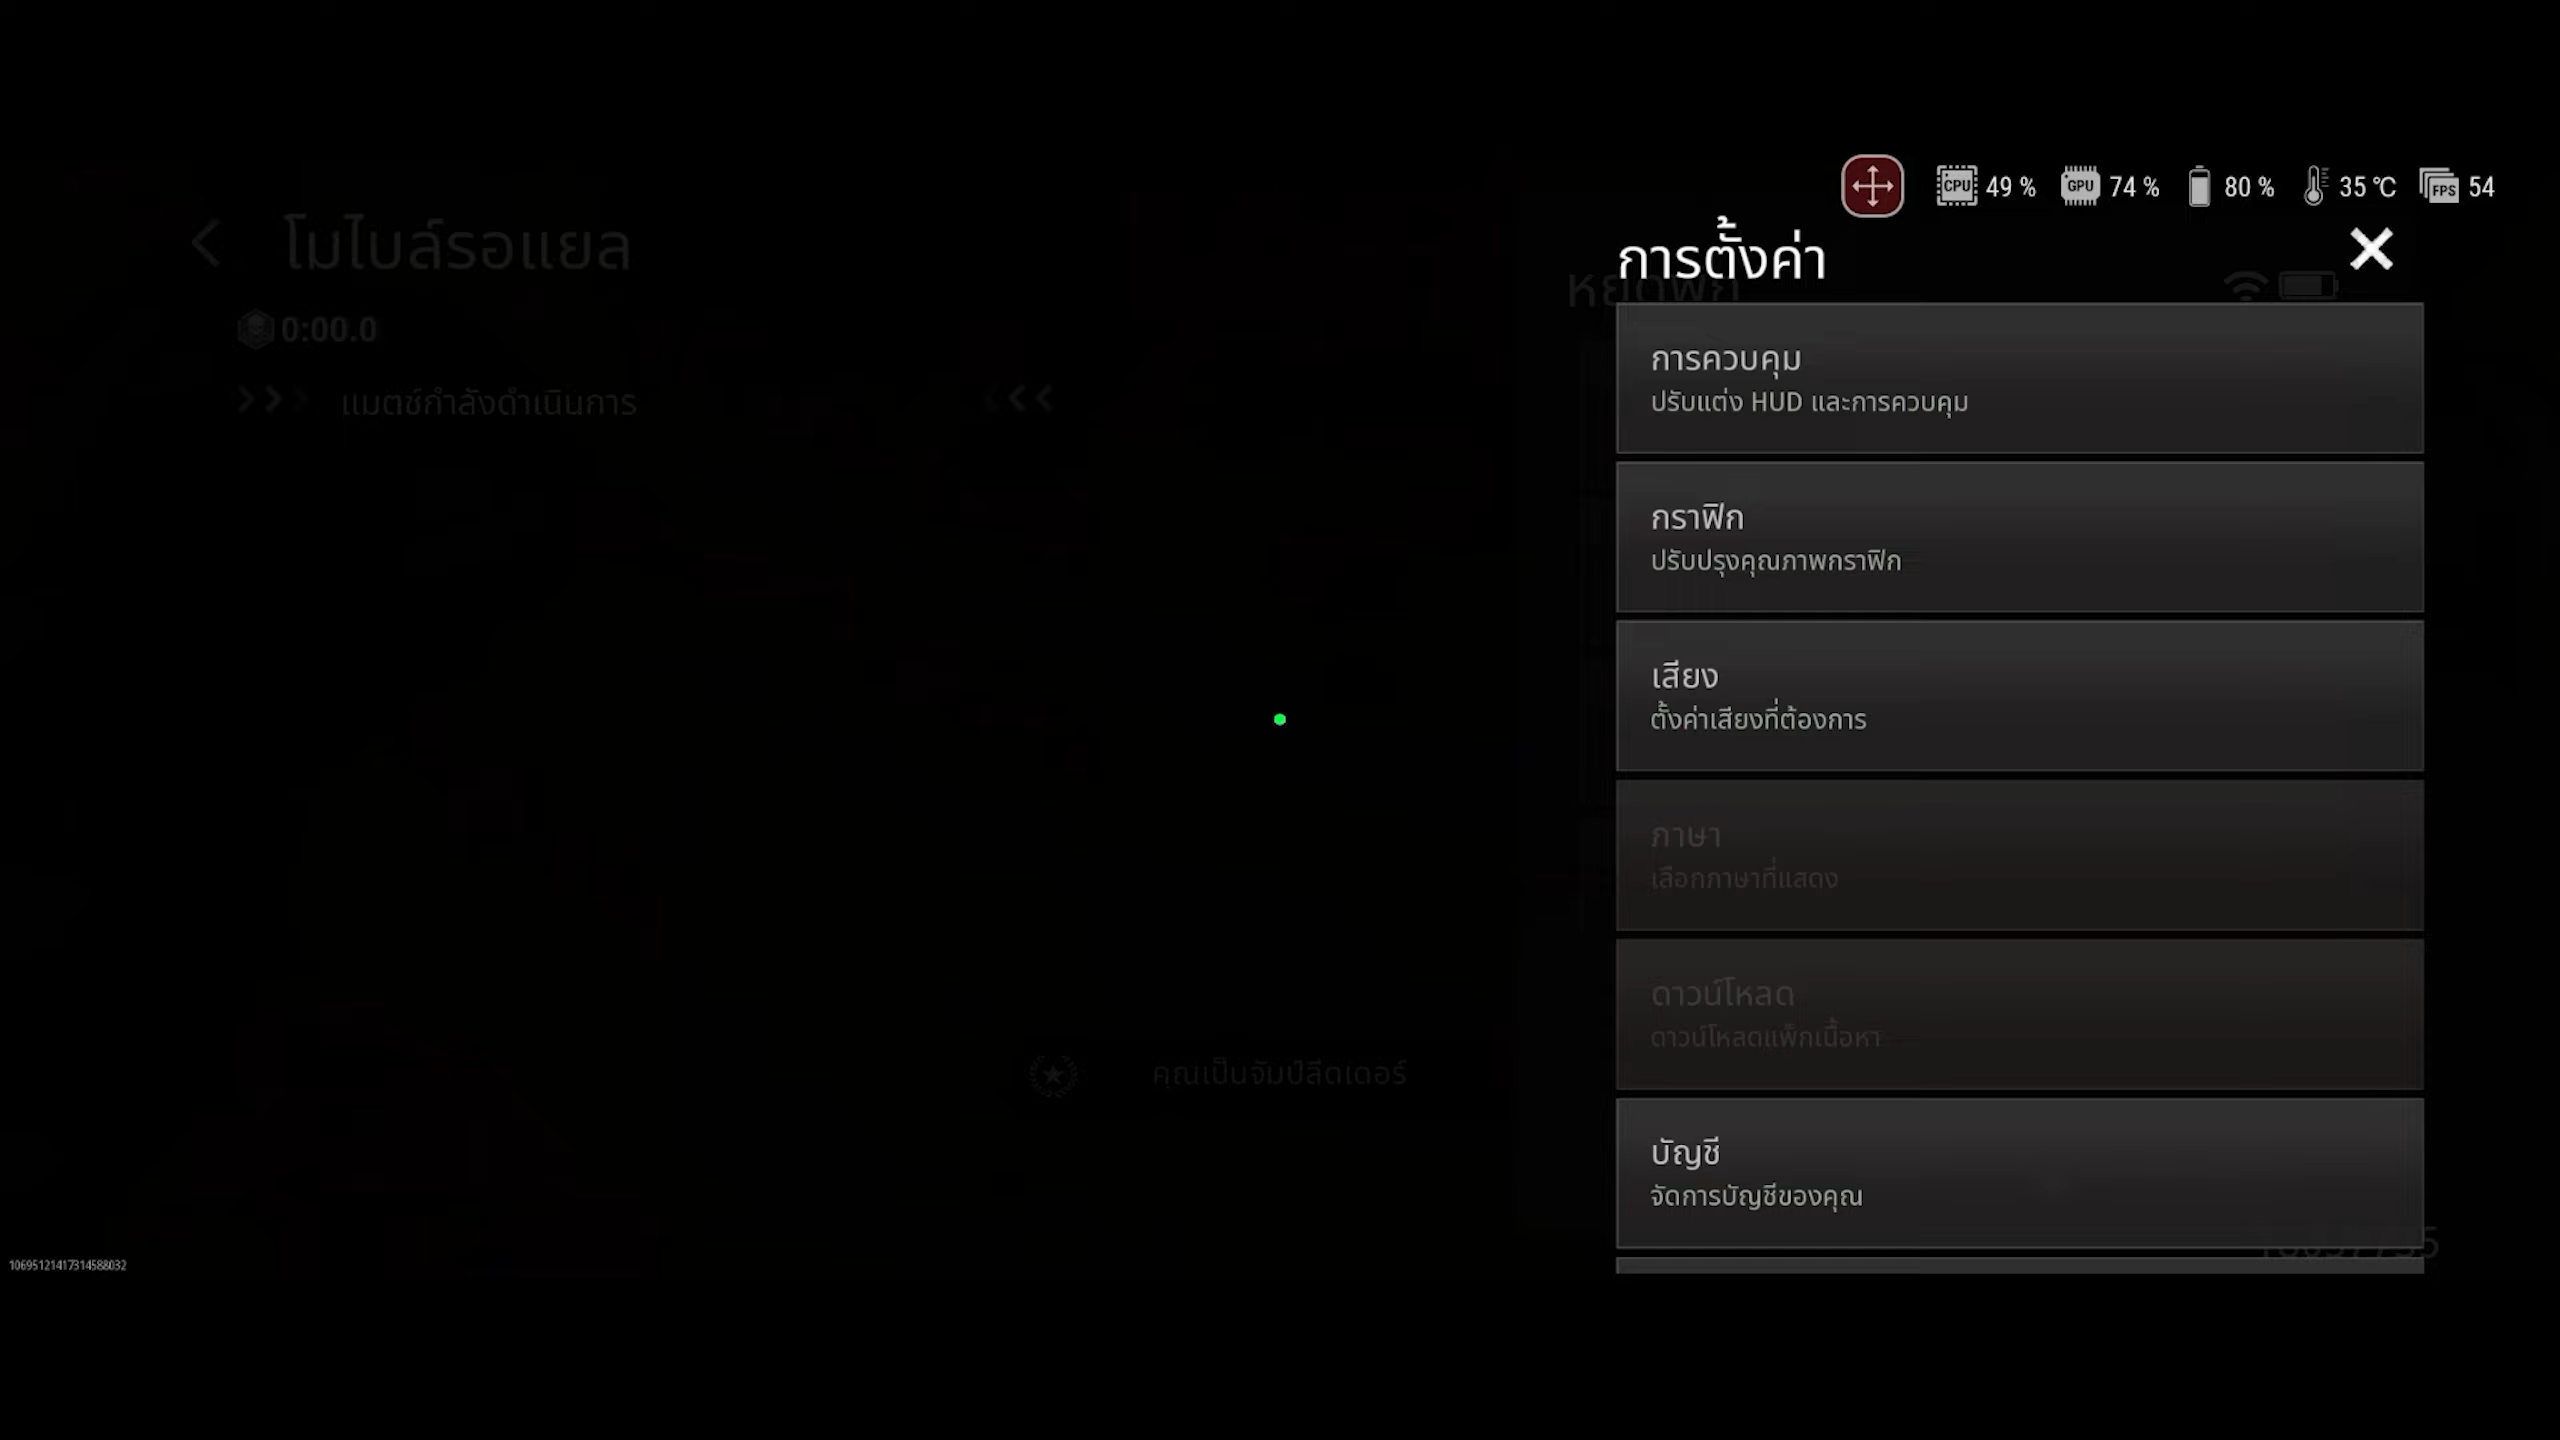 CPU 49 % GPU 74 % 80 % 35 ℃ FPS 54
โมไบล์รอแยล
0:00.0
แมตช์กำลังดำเนินการ
คุณเป็นจัมป์ลีดเดอร์
10695121417314588032
การตั้งค่า
หยุดพัก
การควบคุม
ปรับแต่ง HUD และการควบคุม
กราฟิก
ปรับปรุงคุณภาพกราฟิก
เสียง
ตั้งค่าเสียงที่ต้องการ
ภาษา
เลือกภาษาที่แสดง
ดาวน์โหลด
ดาวน์โหลดแพ็กเนื้อหา
บัญชี
จัดการบัญชีของคุณ